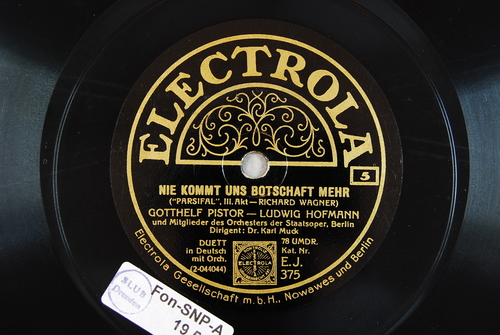 ELECTROLA
5
NIE KOMMT UNS BOTSCHAFT MEHR
("PARSIFAL", III. Akt — RICHARD WAGNER)
GOTTHELF PISTOR — LUDWIG HOFMANN
und Mitglieder des Orchesters der Staatsoper, Berlin
Dirigent: Dr. Karl Muck
DUETT
in Deutsch
mit Orch.
(2-044044)
ELECTROLA
78 UMDR.
Kat. Nr.
E.J.
375
Electrola Gesellschaft m.b.H., Nowawes und Berlin
SLUB
Dresden
Fon-SNP-A